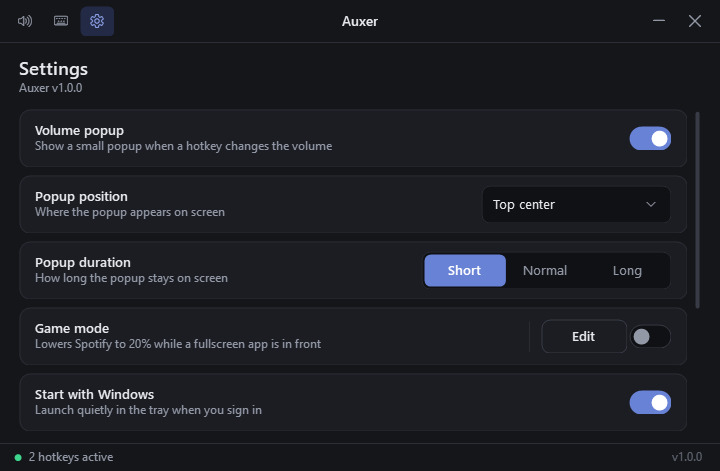 Auxer
Settings
Auxer v1.0.0
Volume popup
Show a small popup when a hotkey changes the volume
Popup position
Where the popup appears on screen
Top center
Popup duration
How long the popup stays on screen
Short Normal Long
Game mode
Lowers Spotify to 20% while a fullscreen app is in front
Edit
Start with Windows
Launch quietly in the tray when you sign in
2 hotkeys active
v1.0.0